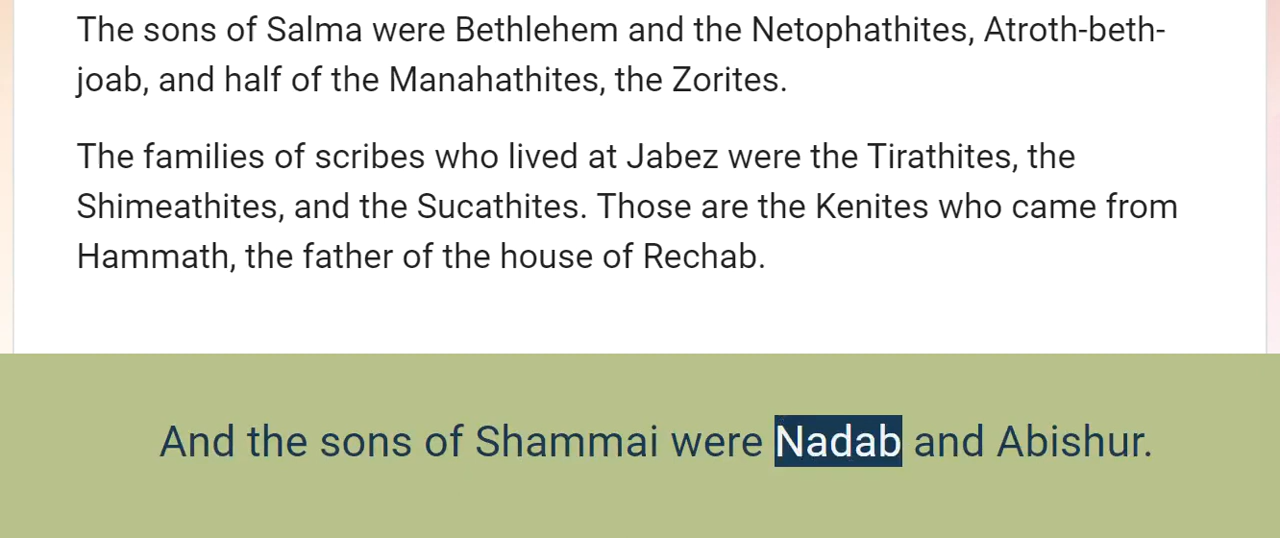 The sons of Salma were Bethlehem and the Netophathites, Atroth-beth-
joab, and half of the Manahathites, the Zorites.
The families of scribes who lived at Jabez were the Tirathites, the
Shimeathites, and the Sucathites. Those are the Kenites who came from
Hammath, the father of the house of Rechab.
And the sons of Shammai were Nadab and Abishur.